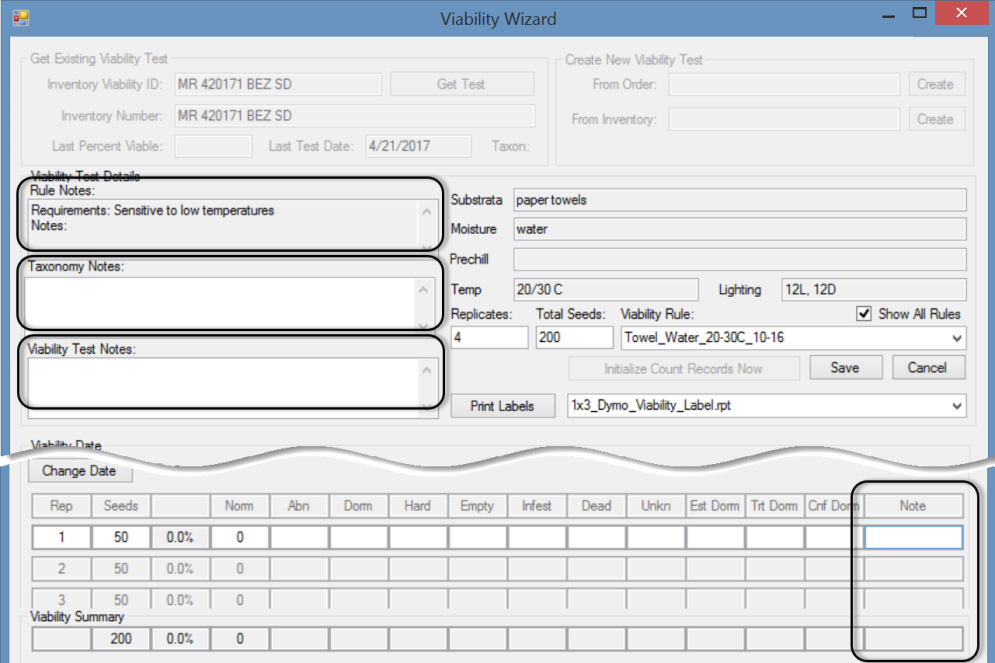 Viability Wizard
Get Existing Viability Test
Inventory Viability ID: MR 420171 BEZ SD Get Test
Inventory Number: MR 420171 BEZ SD
Last Percent Viable: Last Test Date: 4/21/2017 Taxon:
Create New Viability Test
From Order: Create
From Inventory: Create
Viability Test Details
Rule Notes:
Requirements: Sensitive to low temperatures
Notes:
Taxonomy Notes:
Viability Test Notes:
Substrata paper towels
Moisture water
Prechill
Temp 20/30 C Lighting 12L, 12D
Replicates: Total Seeds: Viability Rule: Show All Rules
4 200 Towel_Water_20-30C_10-16
Initialize Count Records Now Save Cancel
Print Labels 1x3_Dymo_Viability_Label.rpt
Viability Date
Change Date
Rep Seeds Norm Abn Dorm Hard Empty Infest Dead Unkn Est Dorm Trt Dorm Cnf Dorm Note
1 50 0.0% 0
2 50 0.0% 0
3 50 0.0% 0
Viability Summary
200 0.0% 0